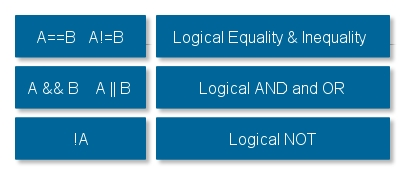 A==B A!=B Logical Equality & Inequality
A && B A || B Logical AND and OR
!A Logical NOT